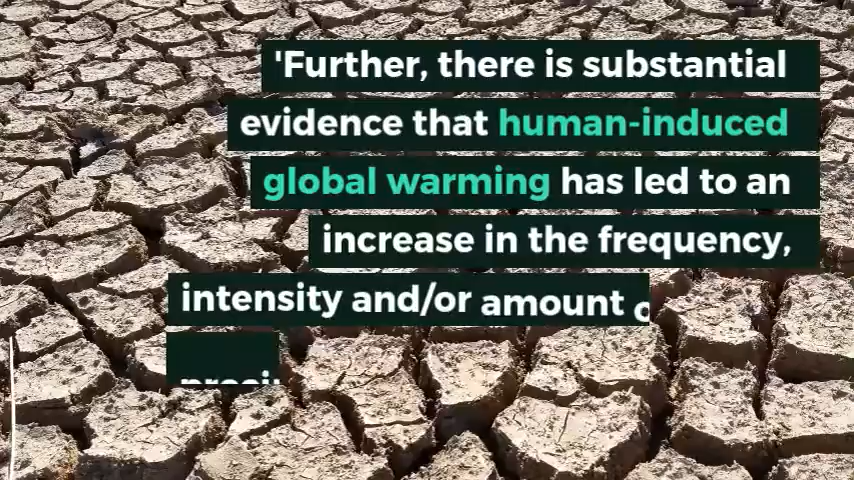 'Further, there is substantial
evidence that human-induced
global warming has led to an
increase in the frequency,
intensity and/or amount